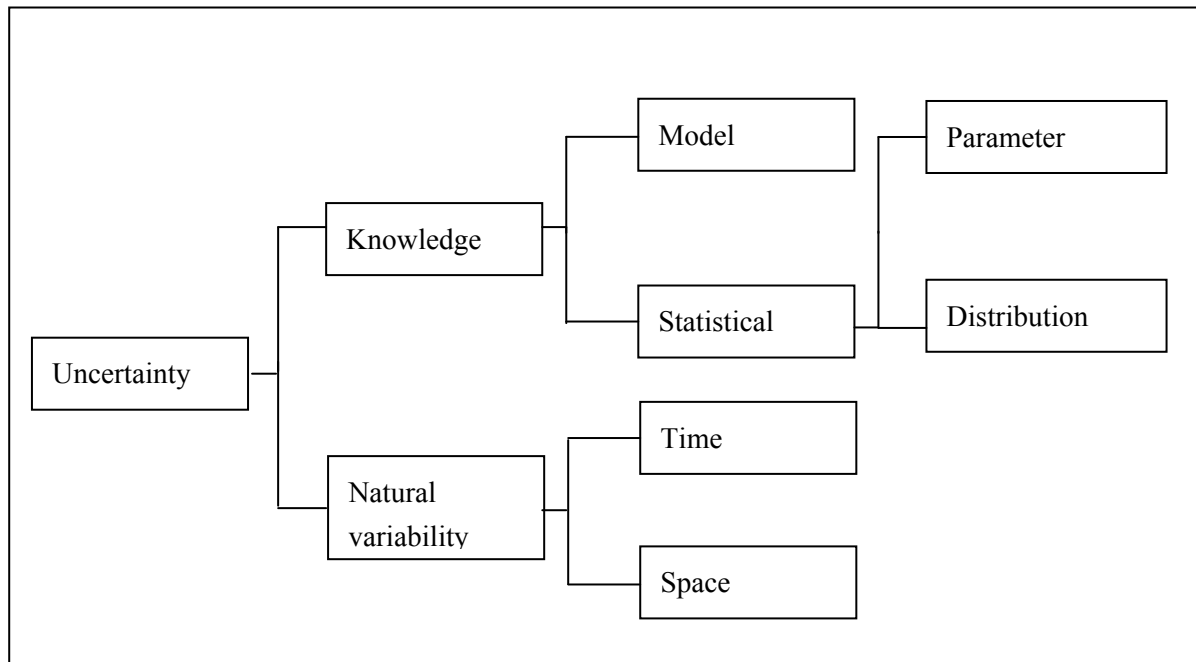 Model
Parameter
Knowledge
Statistical
Distribution
Uncertainty
Time
Natural
variability
Space